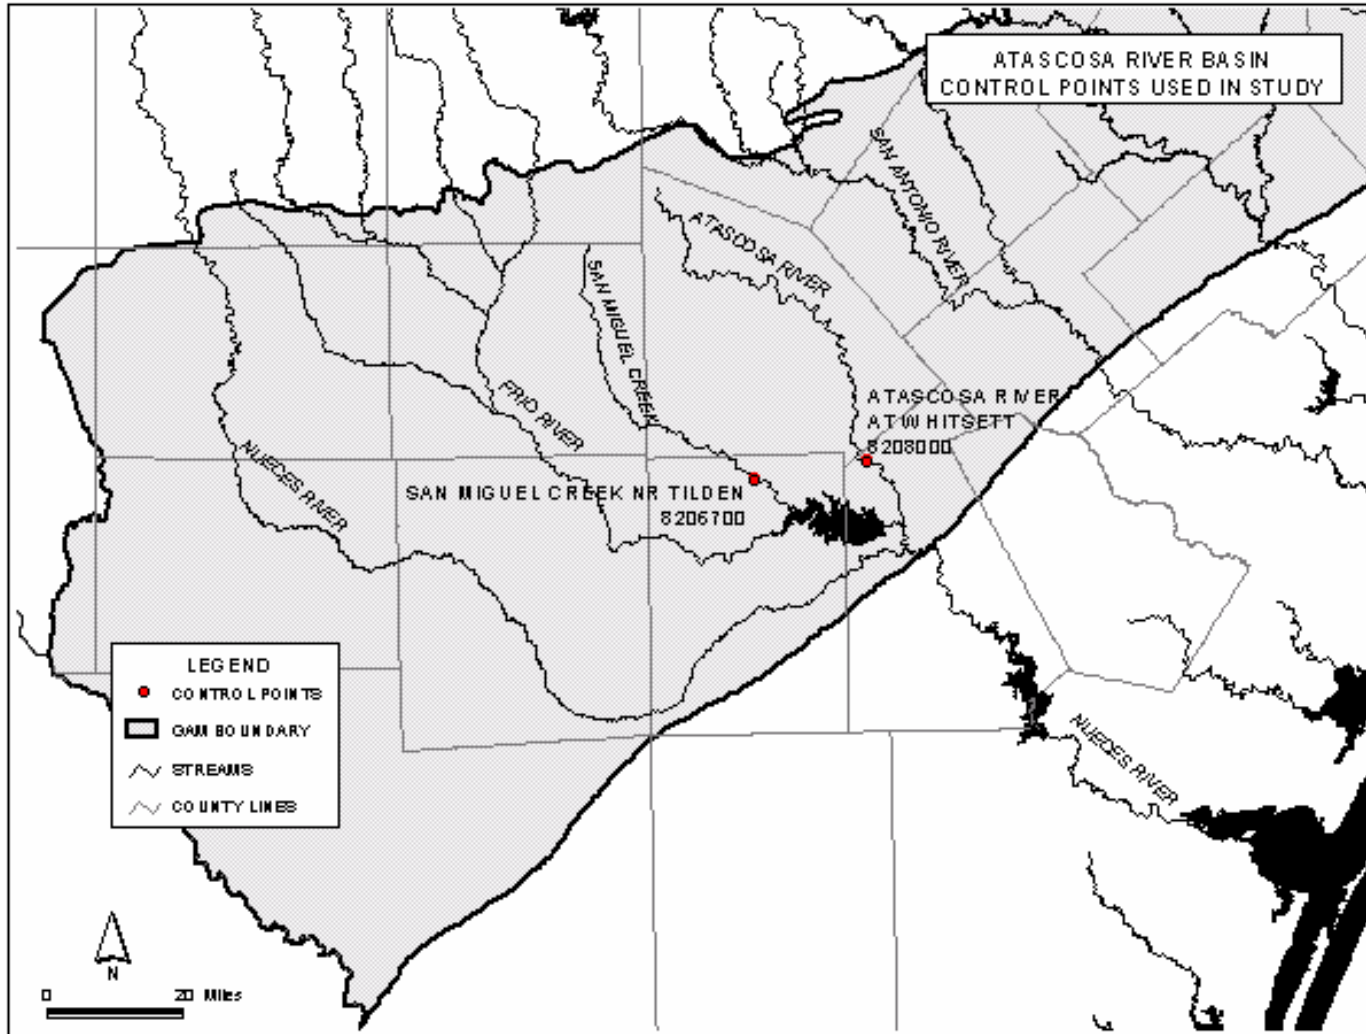 ATASCOSA RIVER BASIN
CONTROL POINTS USED IN STUDY
SAN ANTONIO RIVER
ATASCOSA RIVER
SAN MIGUEL CREEK
FRIO RIVER
NUECES RIVER
ATASCOSA RIVER
AT WHITSETT
8208000
SAN MIGUEL CREEK NR TILDEN
8206700
NUECES RIVER
LEGEND
CONTROL POINTS
GAM BOUNDARY
STREAMS
COUNTY LINES
N
0 20 Miles